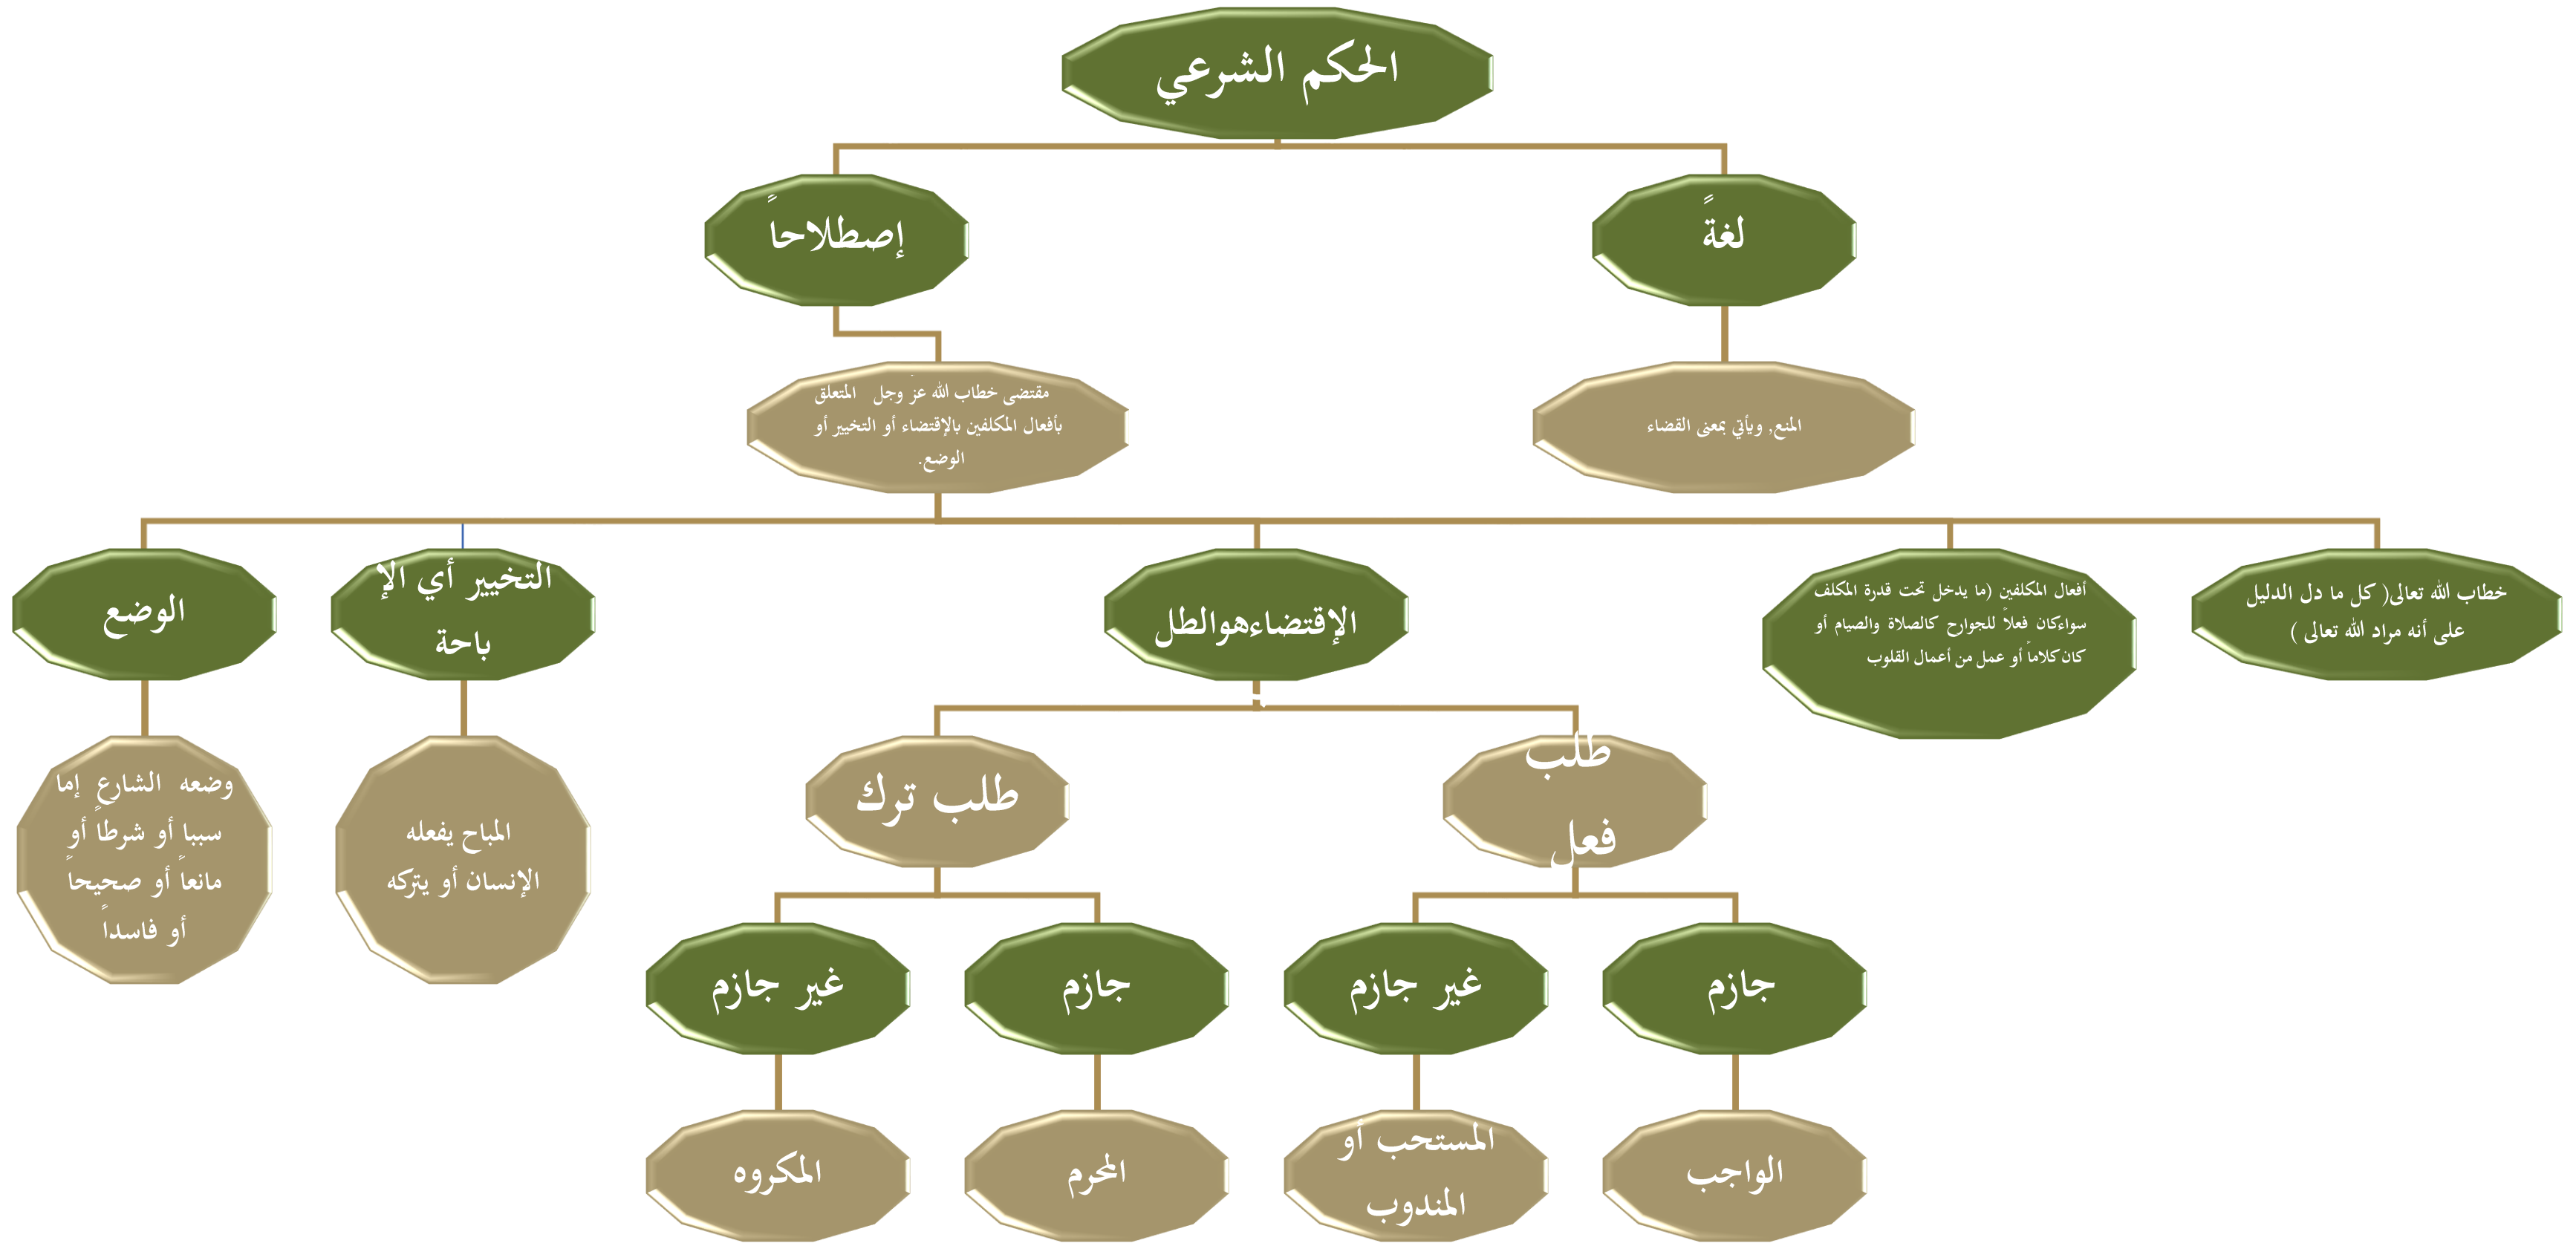 الحكم الشرعي
لغةً
إصطلاحاً
المنع, ويأتي بمعنى القضاء
مقتضى خطاب الله عز وجل المتعلق
بأفعال المكلفين بالإقتضاء أو التخيير أو
الوضع.
خطاب الله تعالى( كل ما دل الدليل
على أنه مراد الله تعالى )
أفعال المكلفين (ما يدخل تحت قدرة المكلف
سواءكان فعلاً للجوارح كالصلاة والصيام أو
كان كلاماً أو عمل من أعمال القلوب
الإقتضاءهوالطل
ب
التخيير أي الإ
باحة
الوضع
طلب
فعل
طلب ترك
المباح يفعله
الإنسان أو يتركه
وضعه الشارع إما
سببا أو شرطاً أو
مانعاً أو صحيحاً
أو فاسداً
جازم
غير جازم
جازم
غير جازم
الواجب
المستحب أو
المندوب
المحرم
المكروه